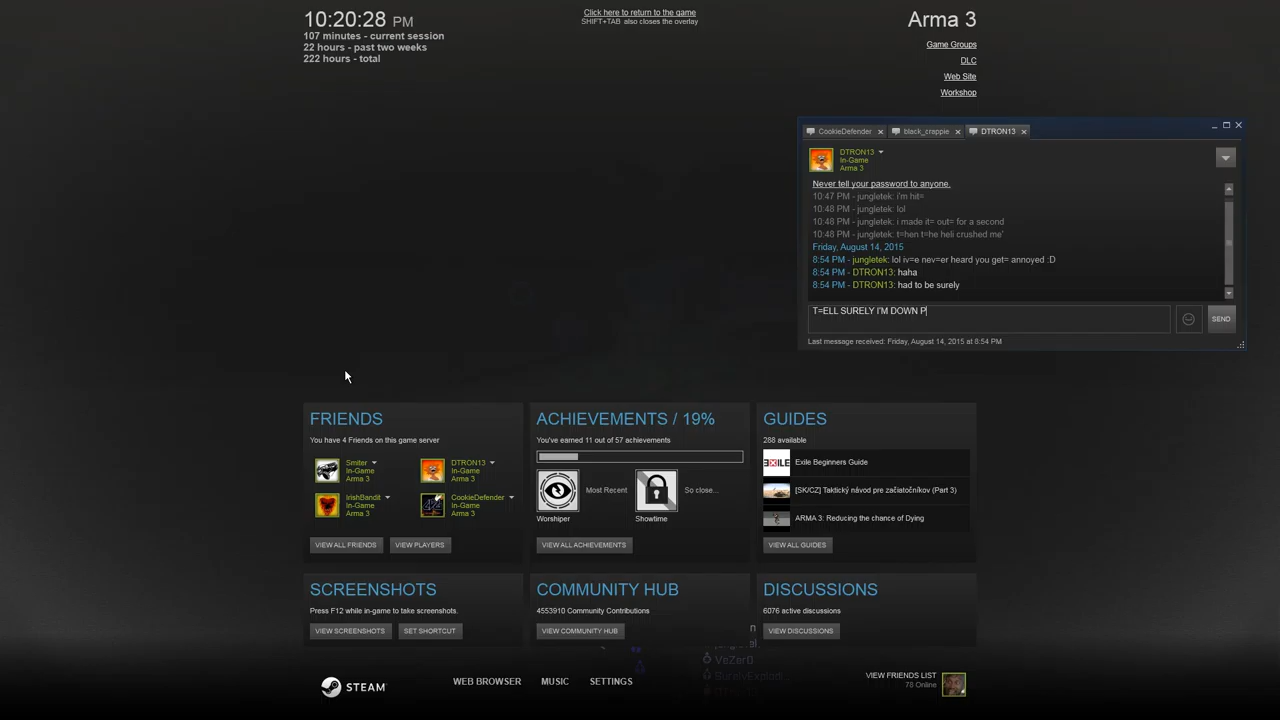 10:20:28 PM
107 minutes - current session
22 hours - past two weeks
222 hours - total
Click here to return to the game
SHIFT+TAB also closes the overlay
Arma 3
Game Groups
DLC
Web Site
Workshop
CookieDefender
black_crappie
DTRON13
DTRON13
In-Game
Arma 3
Never tell your password to anyone.
10:47 PM - jungletek: i'm hit=
10:48 PM - jungletek: lol
10:48 PM - jungletek: i made it= out= for a second
10:48 PM - jungletek: t=hen t=he heli crushed me'
Friday, August 14, 2015
8:54 PM - jungletek: lol iv=e nev=er heard you get= annoyed :D
8:54 PM - DTRON13: haha
8:54 PM - DTRON13: had to be surely
T=ELL SURELY I'M DOWN P
SEND
Last message received: Friday, August 14, 2015 at 8:54 PM
FRIENDS
You have 4 Friends on this game server
Smiter
In-Game
Arma 3
DTRON13
In-Game
Arma 3
IrishBandit
In-Game
Arma 3
CookieDefender
In-Game
Arma 3
VIEW ALL FRIENDS
VIEW PLAYERS
ACHIEVEMENTS / 19%
You've earned 11 out of 57 achievements
Most Recent
So close...
Worshiper
Showtime
VIEW ALL ACHIEVEMENTS
GUIDES
288 available
EXILE
Exile Beginners Guide
[SK/CZ] Taktický návod pre začiatočníkov (Part 3)
ARMA 3: Reducing the chance of Dying
VIEW ALL GUIDES
SCREENSHOTS
Press F12 while in-game to take screenshots.
VIEW SCREENSHOTS
SET SHORTCUT
COMMUNITY HUB
4553910 Community Contributions
VIEW COMMUNITY HUB
DISCUSSIONS
6076 active discussions
VIEW DISCUSSIONS
VeZer0
STEAM
WEB BROWSER
MUSIC
SETTINGS
VIEW FRIENDS LIST
78 Online